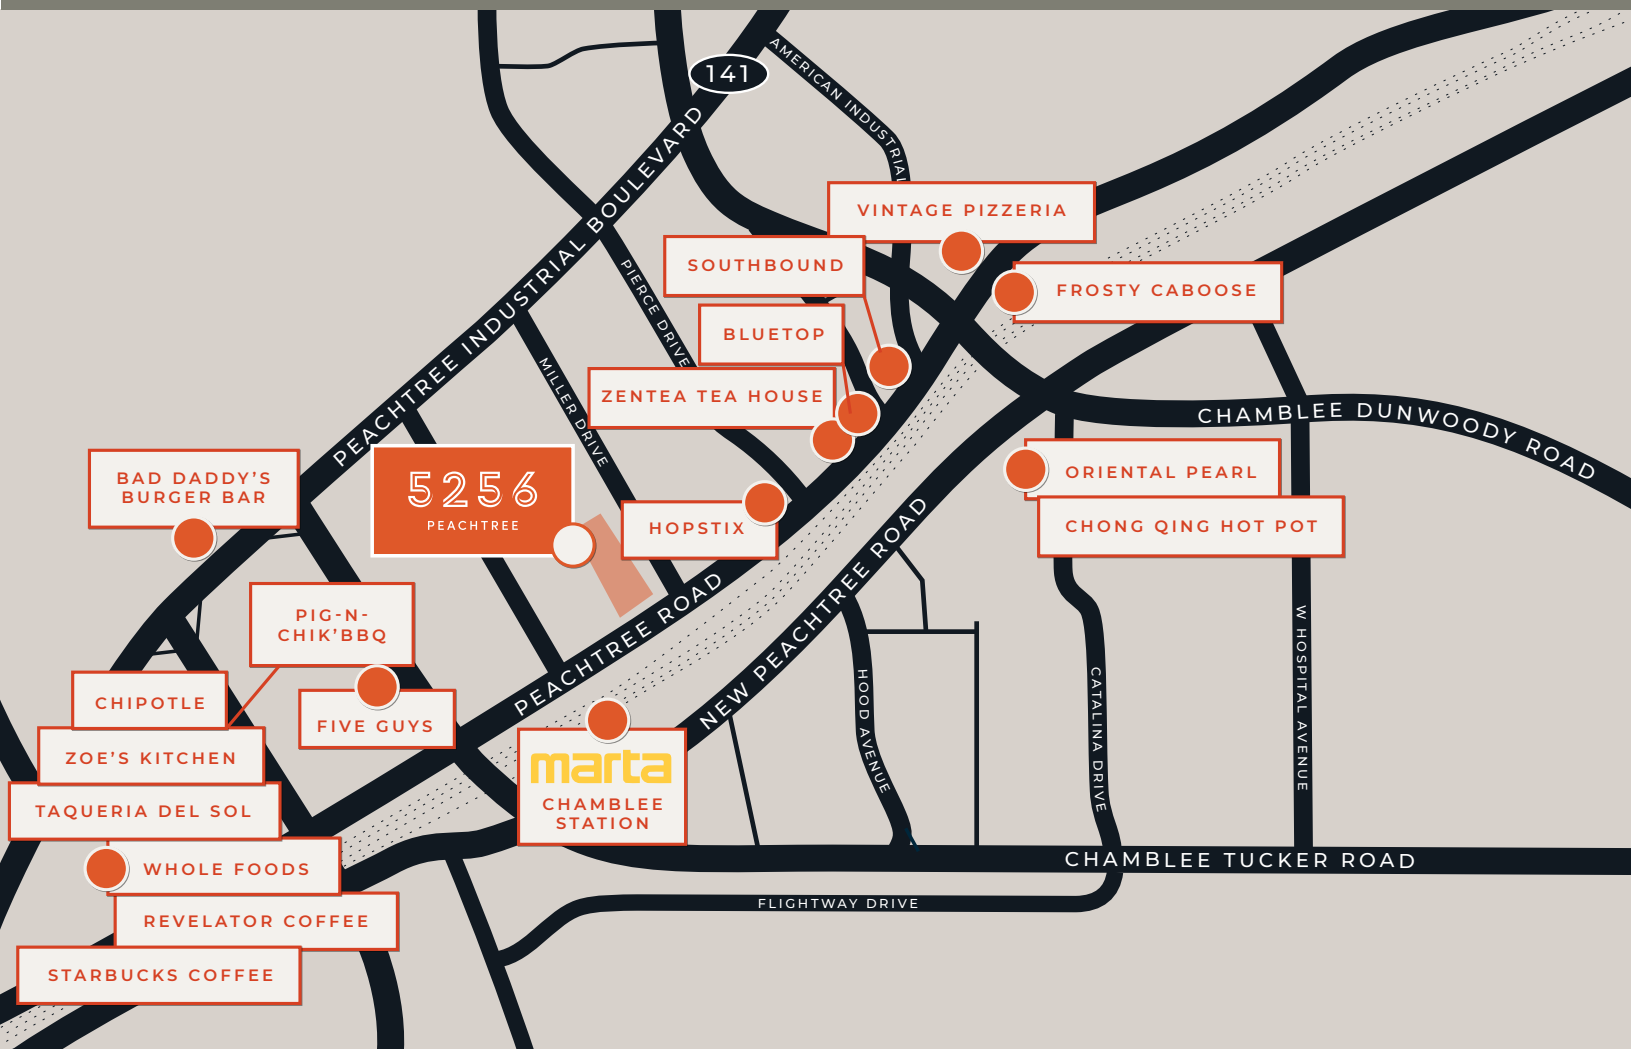 141
AMERICAN INDUSTRIAL
PEACHTREE INDUSTRIAL BOULEVARD
VINTAGE PIZZERIA
SOUTHBOUND
PIERCE DRIVE
FROSTY CABOOSE
BLUETOP
MILLER DRIVE
ZENTEA TEA HOUSE
CHAMBLEE DUNWOODY ROAD
BAD DADDY'S
BURGER BAR
5256
PEACHTREE
HOPSTIX
ORIENTAL PEARL
CHONG QING HOT POT
PEACHTREE ROAD
NEW PEACHTREE ROAD
PIG-N-
CHIK'BBQ
HOOD AVENUE
CATALINA DRIVE
W HOSPITAL AVENUE
CHIPOTLE
FIVE GUYS
ZOE'S KITCHEN
marta
CHAMBLEE
STATION
TAQUERIA DEL SOL
WHOLE FOODS
CHAMBLEE TUCKER ROAD
FLIGHTWAY DRIVE
REVELATOR COFFEE
STARBUCKS COFFEE